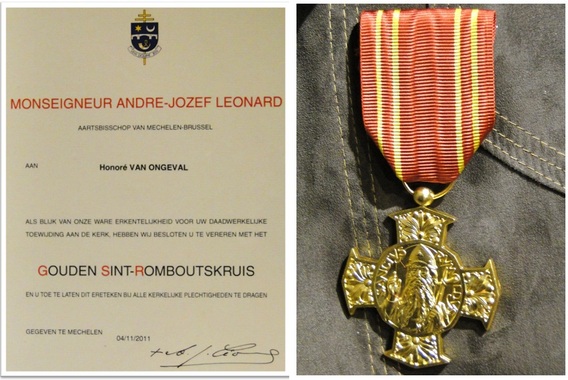 MONSEIGNEUR ANDRE-JOZEF LEONARD
AARTSBISSCHOP VAN MECHELEN-BRUSSEL
AAN Honoré VAN ONGEVAL
ALS BLIJK VAN ONZE WARE ERKENTELIJKHEID VOOR UW DAADWERKELIJKE
TOEWIJDING AAN DE KERK, HEBBEN WIJ BESLOTEN U TE VEREREN MET HET
GOUDEN SINT-ROMBOUTSKRUIS
EN U TOE TE LATEN DIT ERETEKEN BIJ ALLE KERKELIJKE PLECHTIGHEDEN TE DRAGEN
GEGEVEN TE MECHELEN
04/11/2011